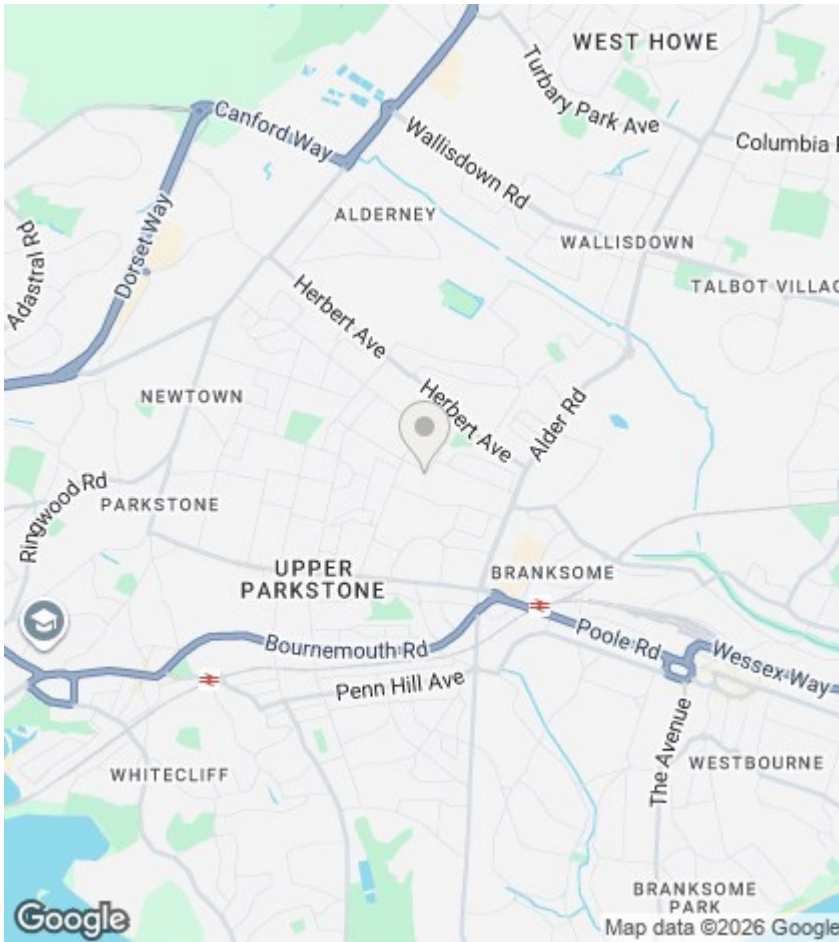 WEST HOWE
Turbary Park Ave
Canford Way
Wallisdown Rd
Columbia
Dorset Way
Adastral Rd
ALDERNEY
WALLISDOWN
TALBOT VILLAG
Herbert Ave
NEWTOWN
Herbert Ave
Alder Rd
Ringwood Rd
PARKSTONE
UPPER
PARKSTONE
BRANKSOME
Bournemouth Rd
Poole Rd
Wessex Way
Penn Hill Ave
The Avenue
WHITECLIFF
WESTBOURNE
BRANKSOME
PARK
Google
Map data ©2026 Google